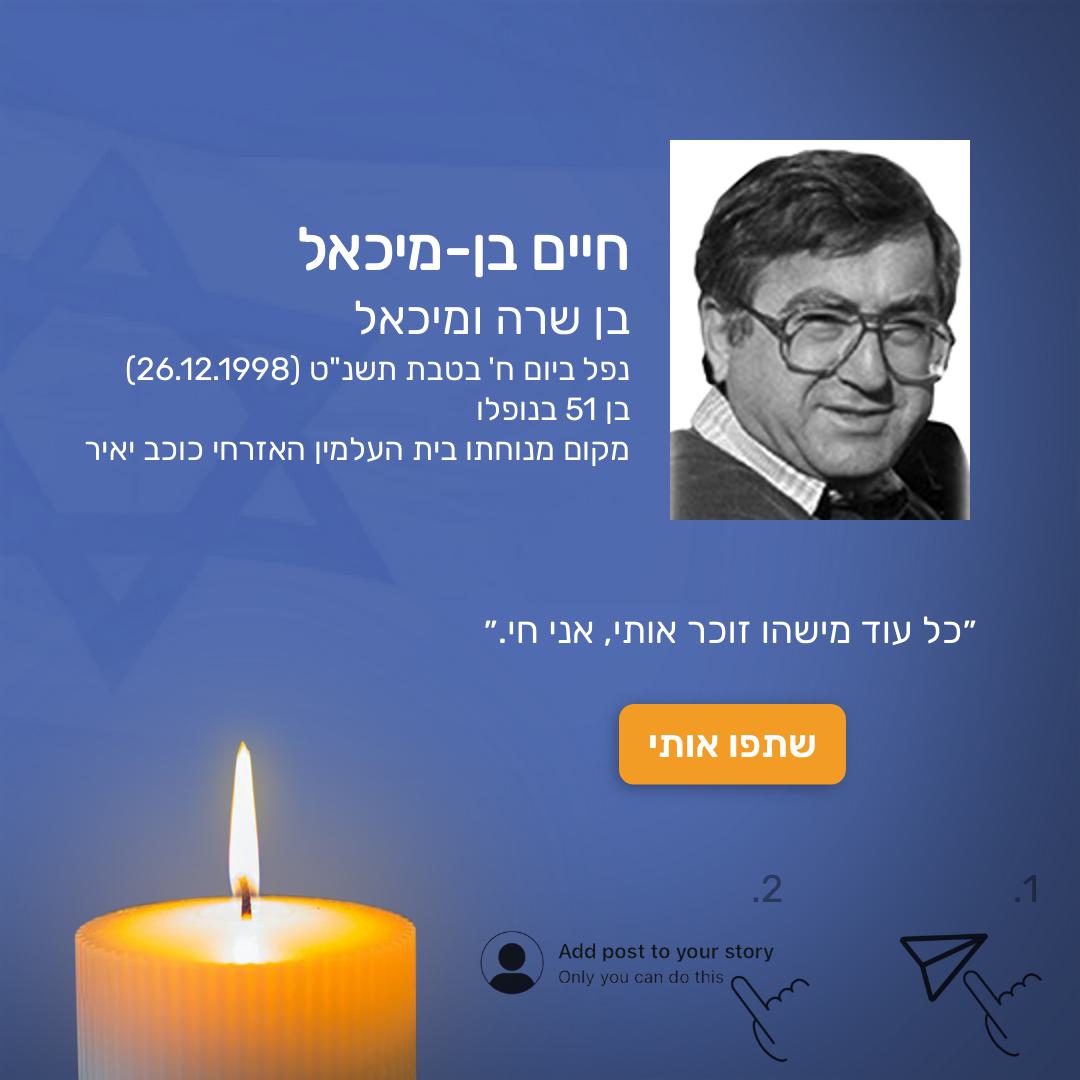 חיים בן-מיכאל
בן שרה ומיכאל
נפל ביום ח' בטבת תשנ"ט (26.12.1998)
בן 51 בנופלו
מקום מנוחתו בית העלמין האזרחי כוכב יאיר
״כל עוד מישהו זוכר אותי, אני חי.״
שתפו אותי
.1
.2
Add post to your story
Only you can do this